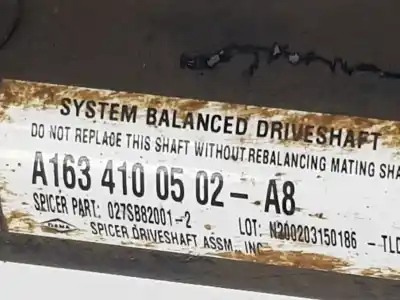 SYSTEM BALANCED DRIVESHAFT
DO NOT REPLACE THIS SHAFT WITHOUT REBALANCING MATING SHA
A163 410 05 02- A8
SPICER PART: 027SB82001-2
LOT: N200203150186 -TLD
DANA
SPICER DRIVESHAFT ASSM. INC